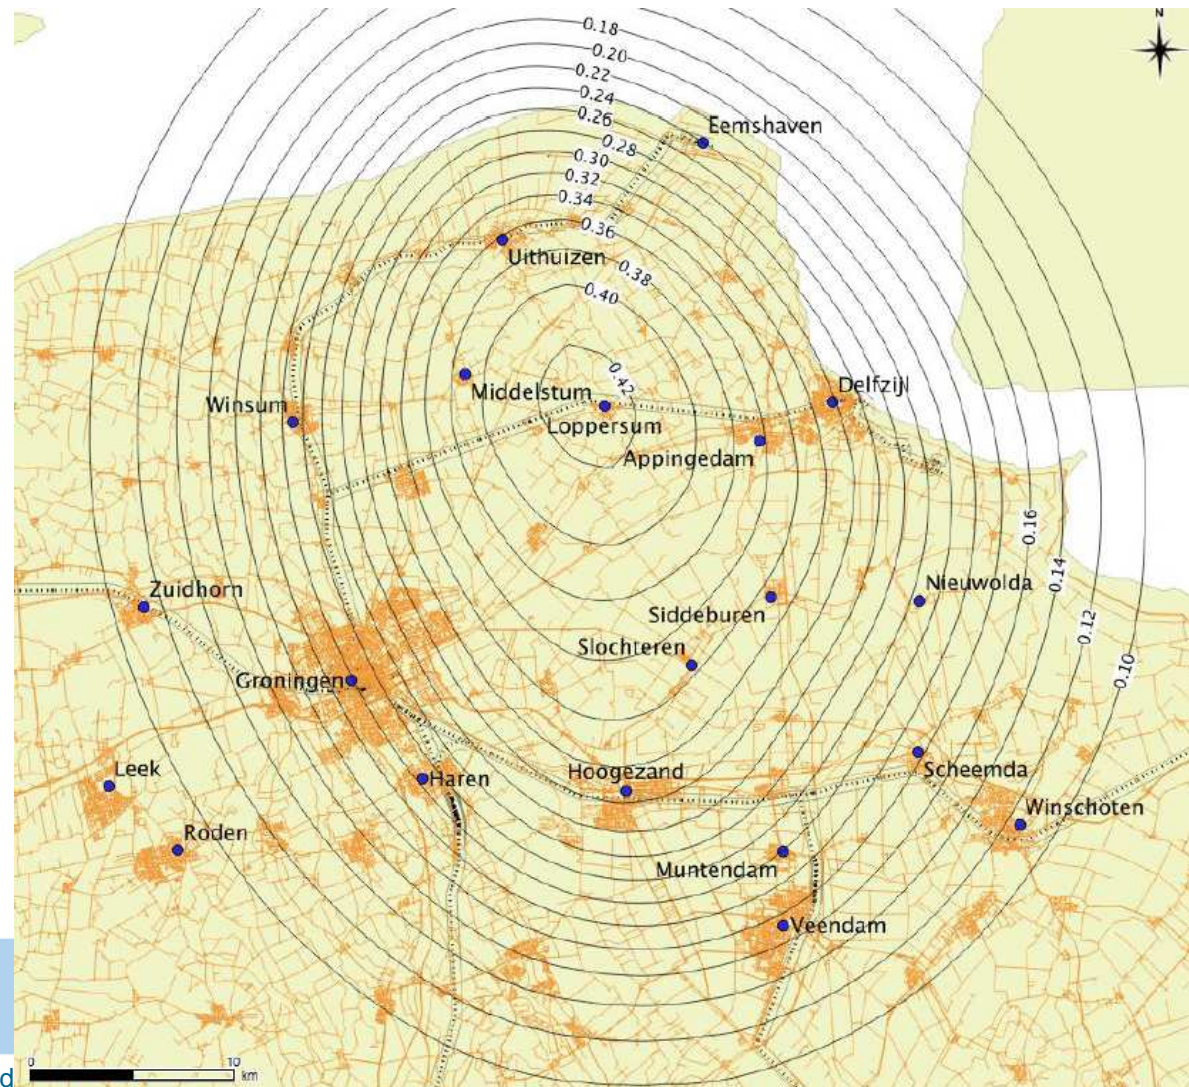 N
0.18
0.20
0.22
0.24
0.26
0.28
0.30
0.32
0.34
0.36
0.38
0.40
0.42
Eemshaven
Uithuizen
Middelstum
Winsum
Loppersum
Delfzijl
Appingedam
0.16
0.14
0.12
0.10
Zuidhorn
Nieuwolda
Siddeburen
Slochteren
Groningen
Leek
Haren
Hoogezand
Scheemda
Winschoten
Roden
Muntendam
Veendam
0 10
km
d